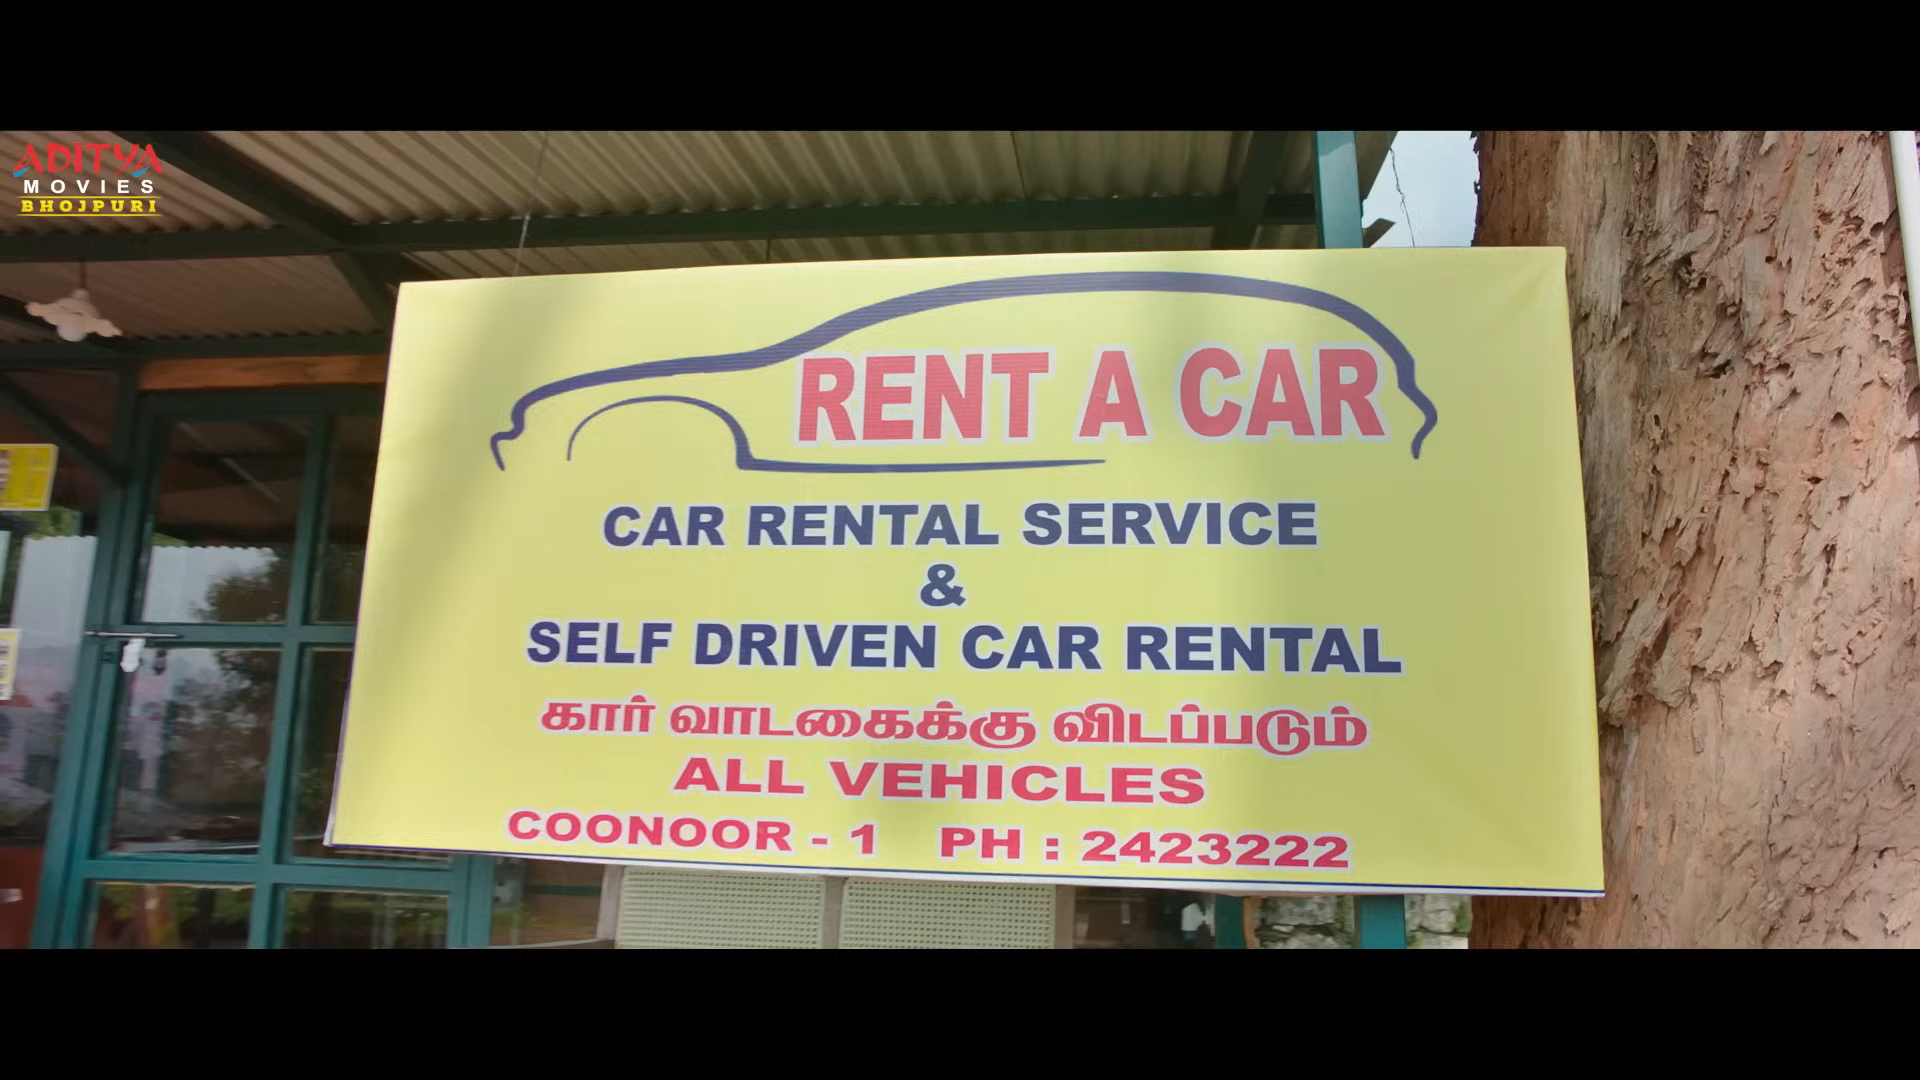 ADITYA
MOVIES
BHOJPURI
RENT A CAR
CAR RENTAL SERVICE
&
SELF DRIVEN CAR RENTAL
கார் வாடகைக்கு விடப்படும்
ALL VEHICLES
COONOOR - 1 PH : 2423222